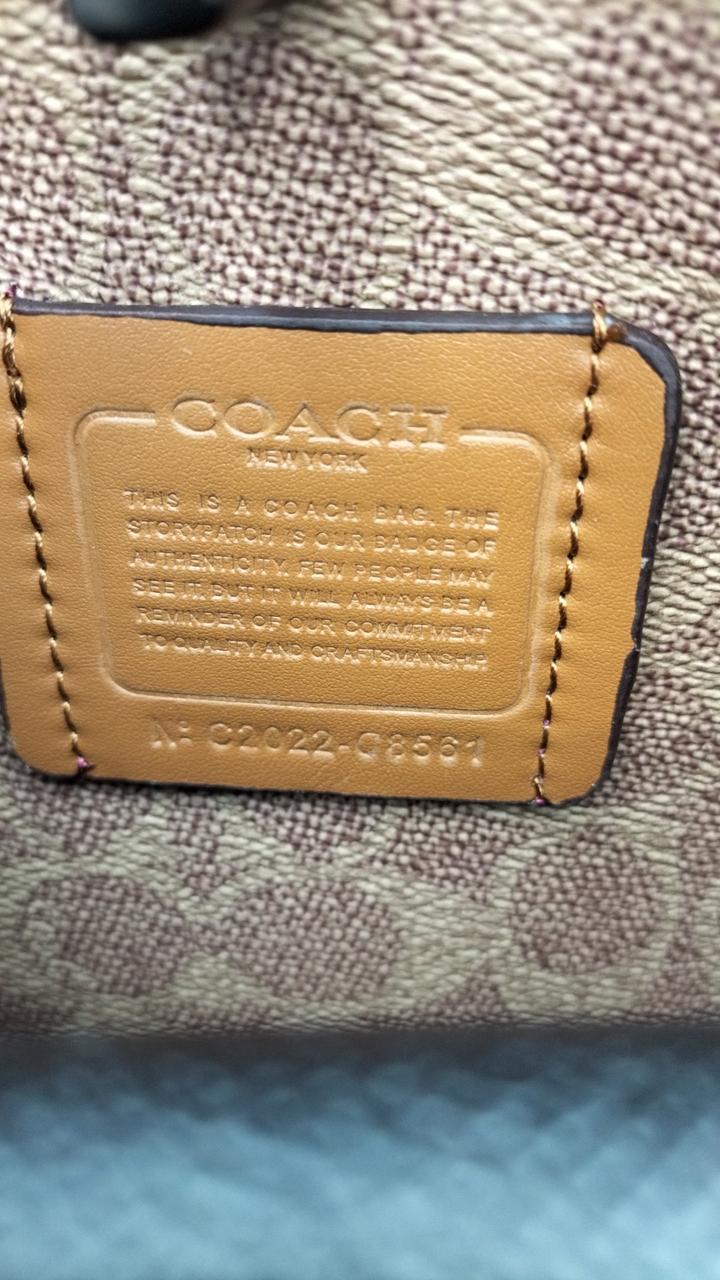 COACH
NEW YORK
THIS IS A COACH BAG. THE
STORYPATCH IS OUR BADGE OF
AUTHENTICITY. FEW PEOPLE MAY
SEE IT, BUT IT WILL ALWAYS BE A
REMINDER OF OUR COMMITMENT
TO QUALITY AND CRAFTSMANSHIP.
Nº C2022-C8561